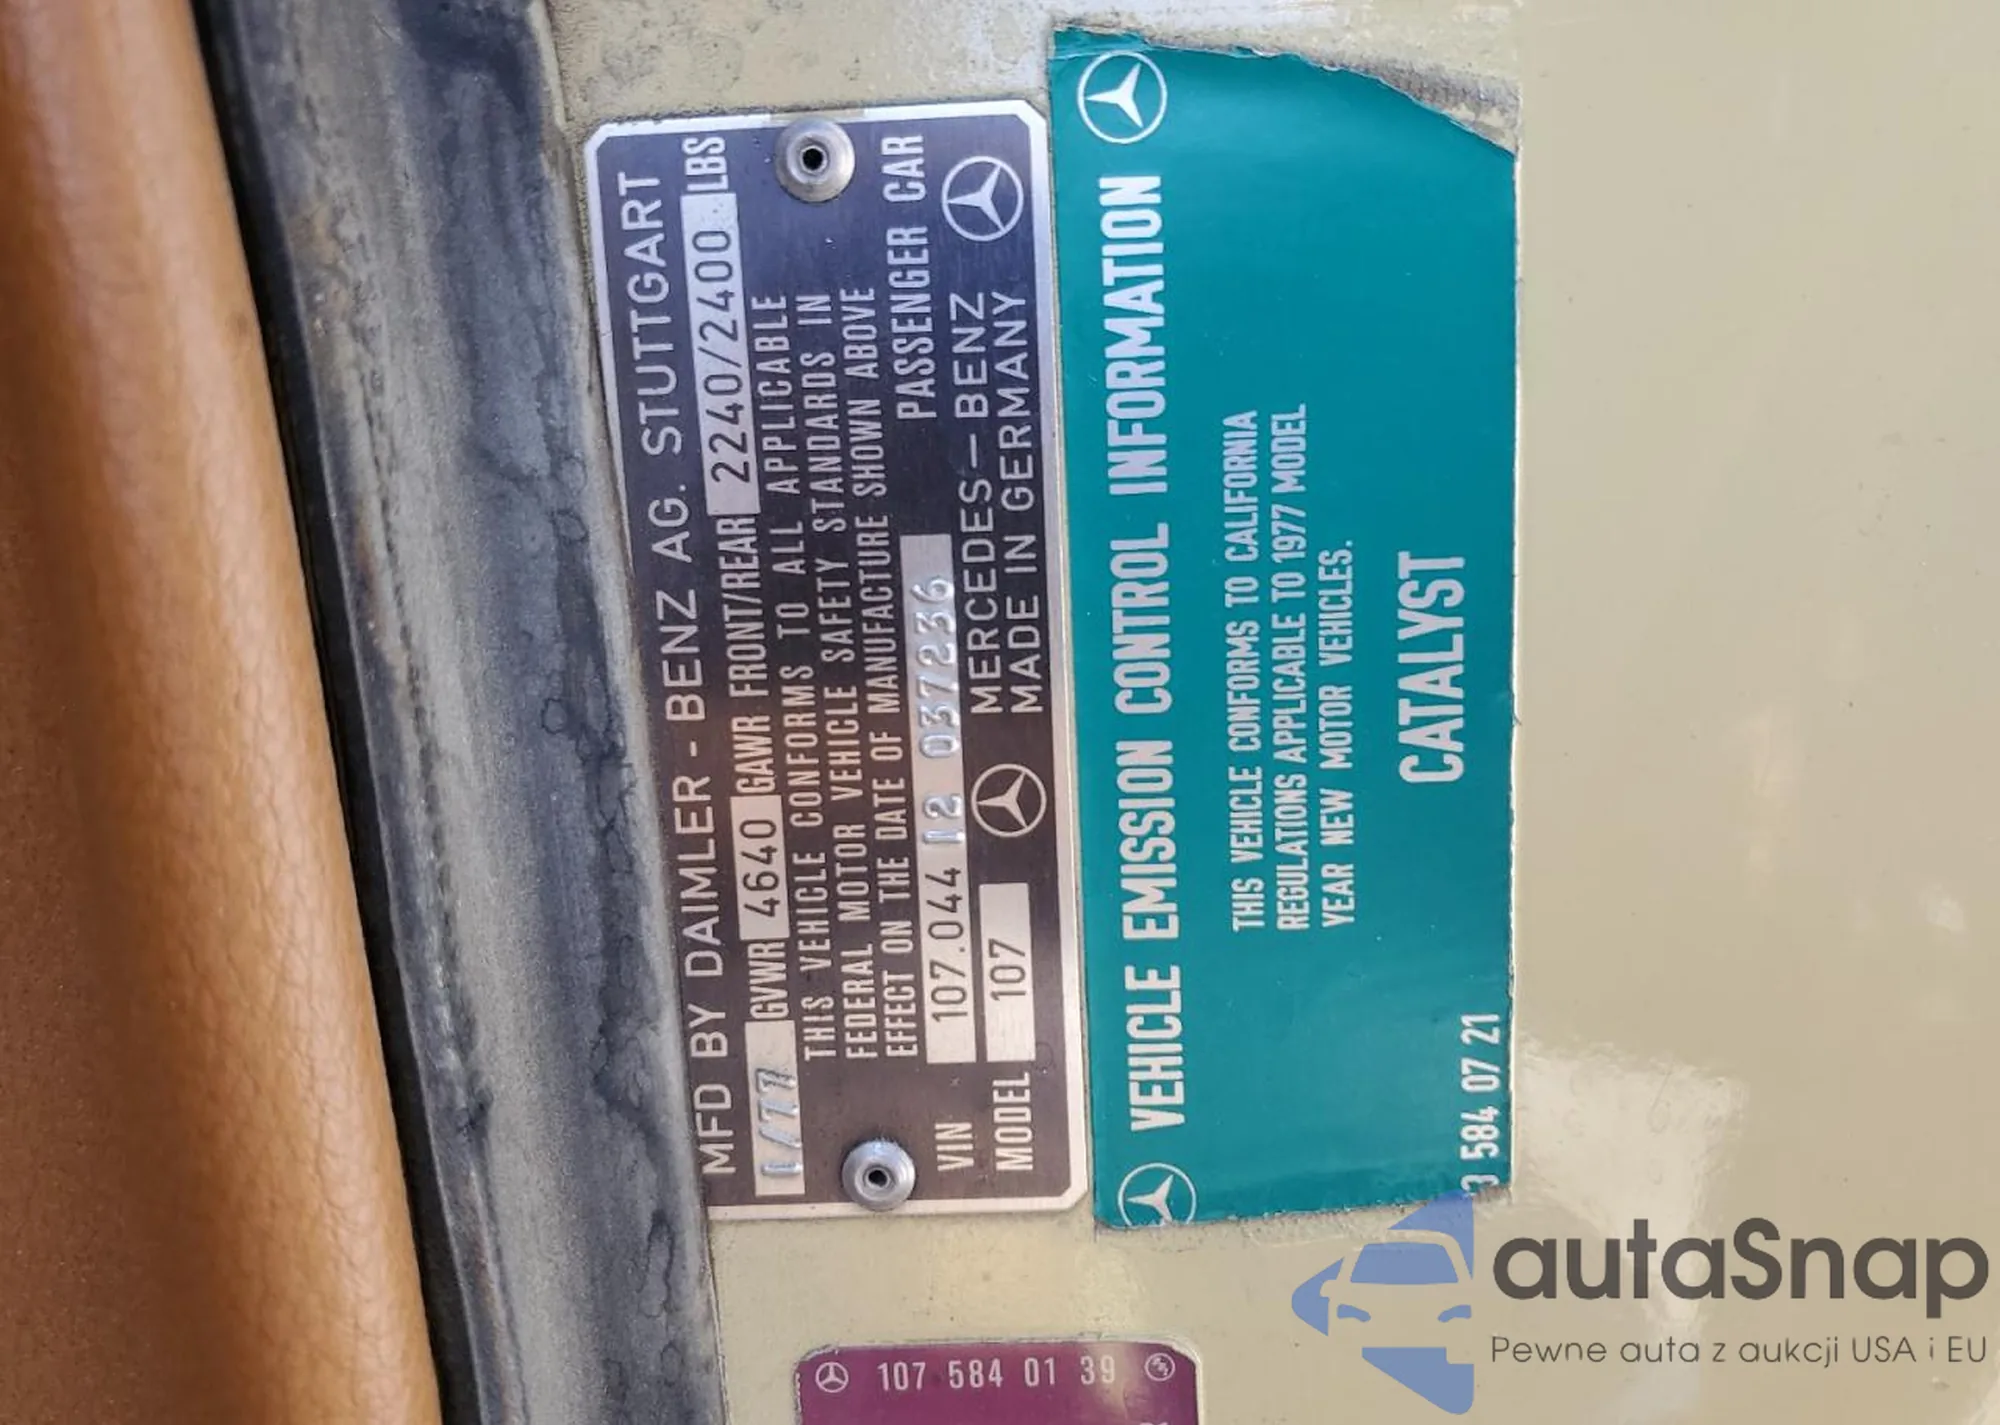 MFD BY DAIMLER - BENZ AG. STUTTGART
1/77 GVWR 4640 GAWR FRONT/REAR 2240/2400 LBS
THIS VEHICLE CONFORMS TO ALL APPLICABLE
FEDERAL MOTOR VEHICLE SAFETY STANDARDS IN
EFFECT ON THE DATE OF MANUFACTURE SHOWN ABOVE
VIN 107.044 12 037236 PASSENGER CAR
MODEL 107 MERCEDES-BENZ
MADE IN GERMANY
VEHICLE EMISSION CONTROL INFORMATION
THIS VEHICLE CONFORMS TO CALIFORNIA
REGULATIONS APPLICABLE TO 1977 MODEL
YEAR NEW MOTOR VEHICLES.
CATALYST
584 07 21
107 584 01 39
autaSnap
Pewne auta z aukcji USA i EU